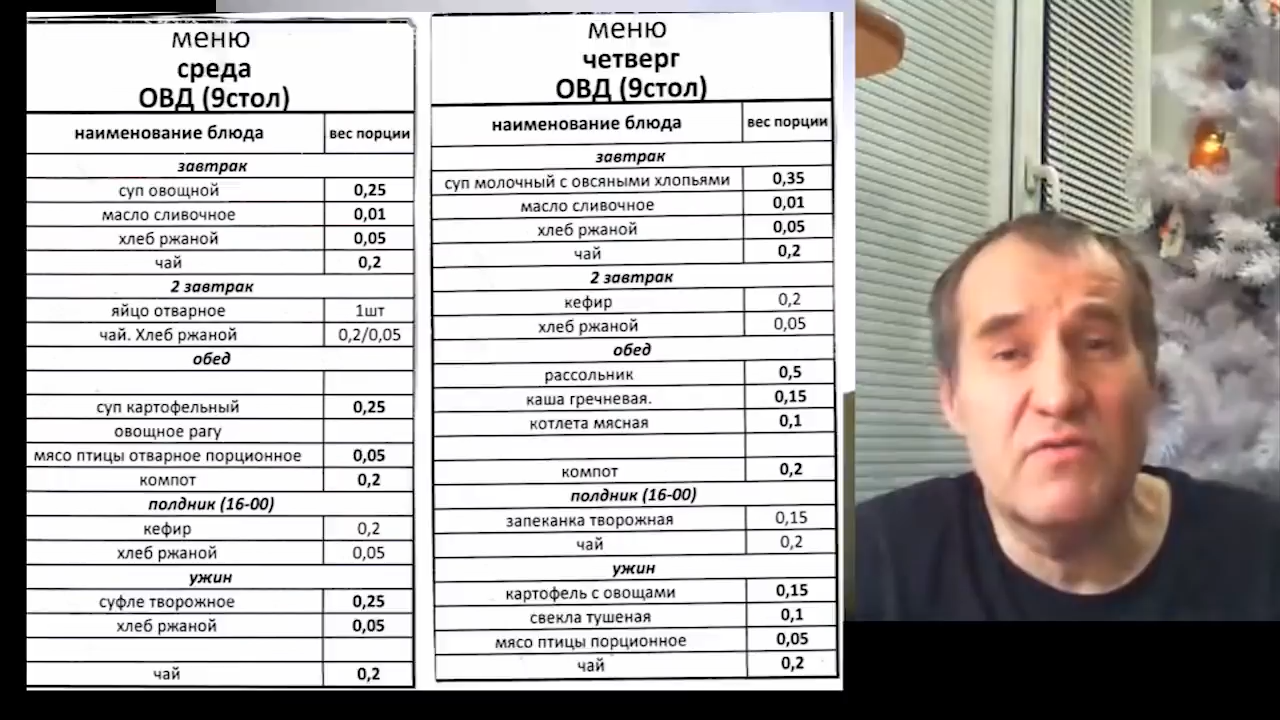 меню
среда
ОВД (9стол)
наименование блюда вес порции
завтрак
суп овощной 0,25
масло сливочное 0,01
хлеб ржаной 0,05
чай 0,2
2 завтрак
яйцо отварное 1шт
чай. Хлеб ржаной 0,2/0,05
обед
суп картофельный 0,25
овощное рагу
мясо птицы отварное порционное 0,05
компот 0,2
полдник (16-00)
кефир 0,2
хлеб ржаной 0,05
ужин
суфле творожное 0,25
хлеб ржаной 0,05
чай 0,2
меню
четверг
ОВД (9стол)
наименование блюда вес порции
завтрак
суп молочный с овсяными хлопьями 0,35
масло сливочное 0,01
хлеб ржаной 0,05
чай 0,2
2 завтрак
кефир 0,2
хлеб ржаной 0,05
обед
рассольник 0,5
каша гречневая. 0,15
котлета мясная 0,1
компот 0,2
полдник (16-00)
запеканка творожная 0,15
чай 0,2
ужин
картофель с овощами 0,15
свекла тушеная 0,1
мясо птицы порционное 0,05
чай 0,2